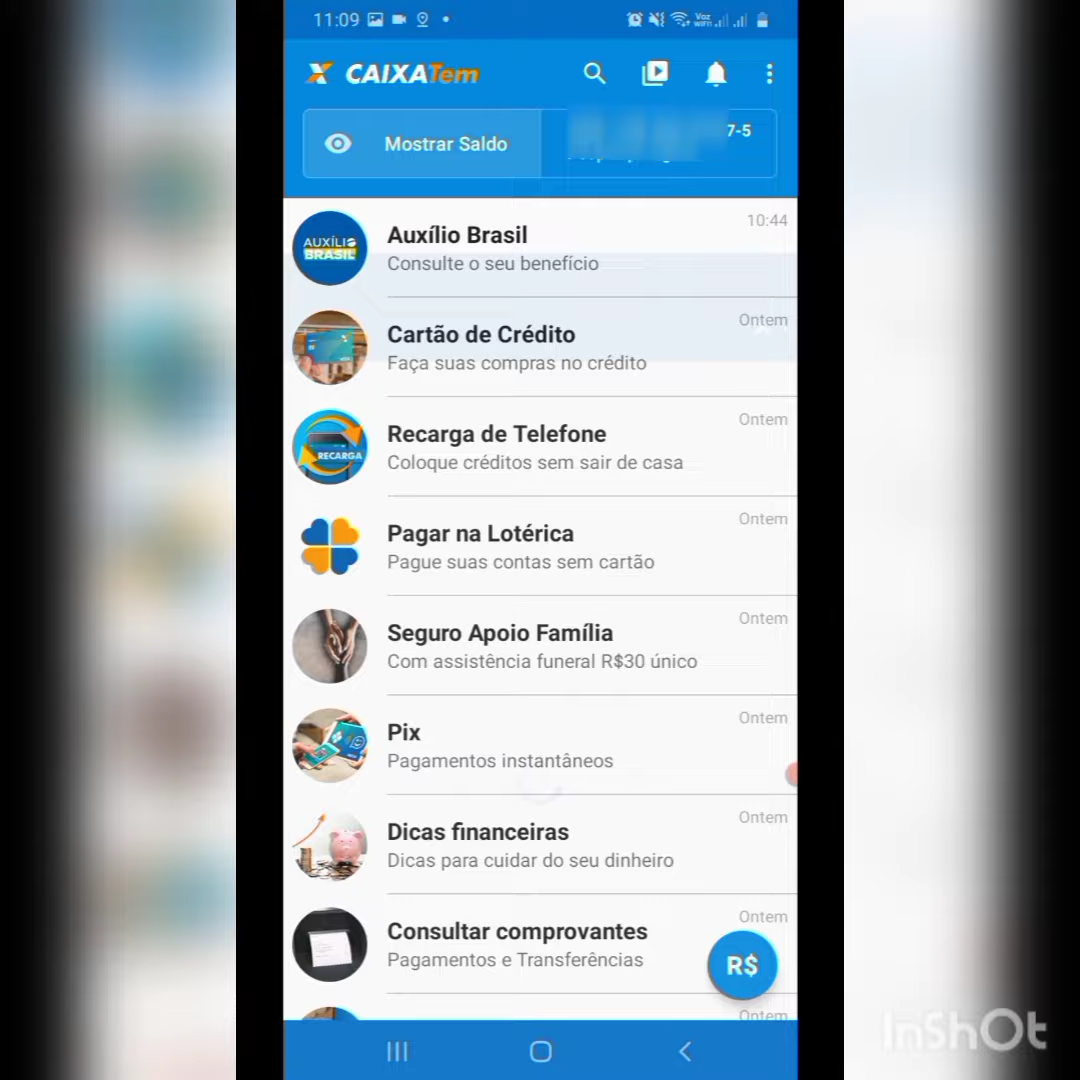 11:09
Voz
WiFi
CAIXATem
Mostrar Saldo
7-5
AUXÍLIO
BRASIL
Auxílio Brasil
10:44
Consulte o seu benefício
Cartão de Crédito
Ontem
Faça suas compras no crédito
RECARGA
Recarga de Telefone
Ontem
Coloque créditos sem sair de casa
Pagar na Lotérica
Ontem
Pague suas contas sem cartão
Seguro Apoio Família
Ontem
Com assistência funeral R$30 único
Pix
Ontem
Pagamentos instantâneos
Dicas financeiras
Ontem
Dicas para cuidar do seu dinheiro
Consultar comprovantes
Ontem
Pagamentos e Transferências
R$
Ontem
InShOt